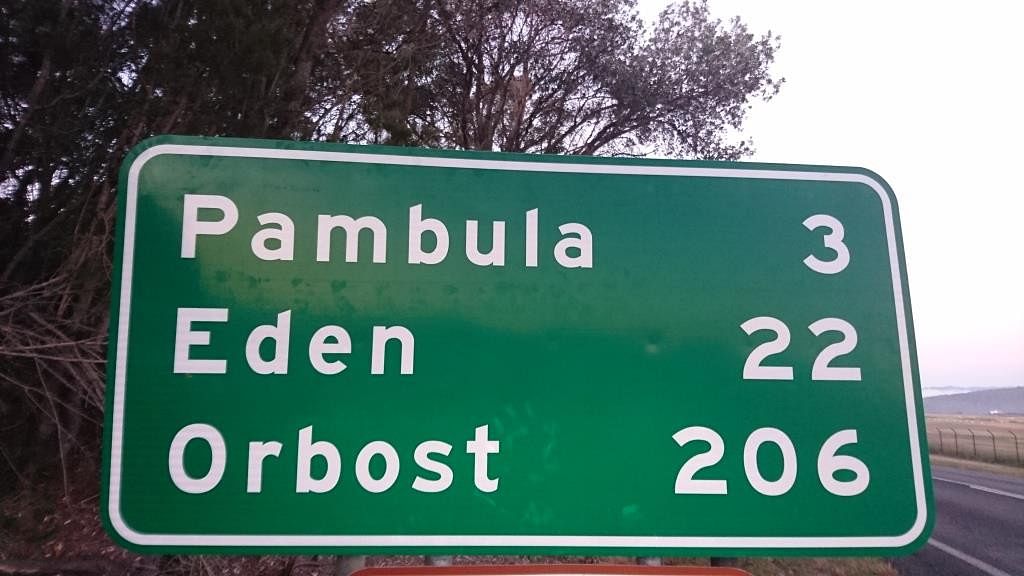 Pambula 3
Eden 22
Orbost 206